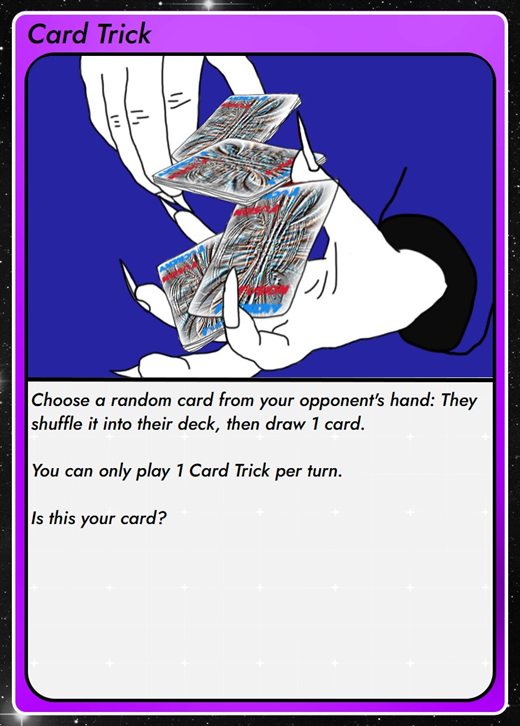 Card Trick
FUSION
Choose a random card from your opponent's hand: They
shuffle it into their deck, then draw 1 card.
You can only play 1 Card Trick per turn.
Is this your card?